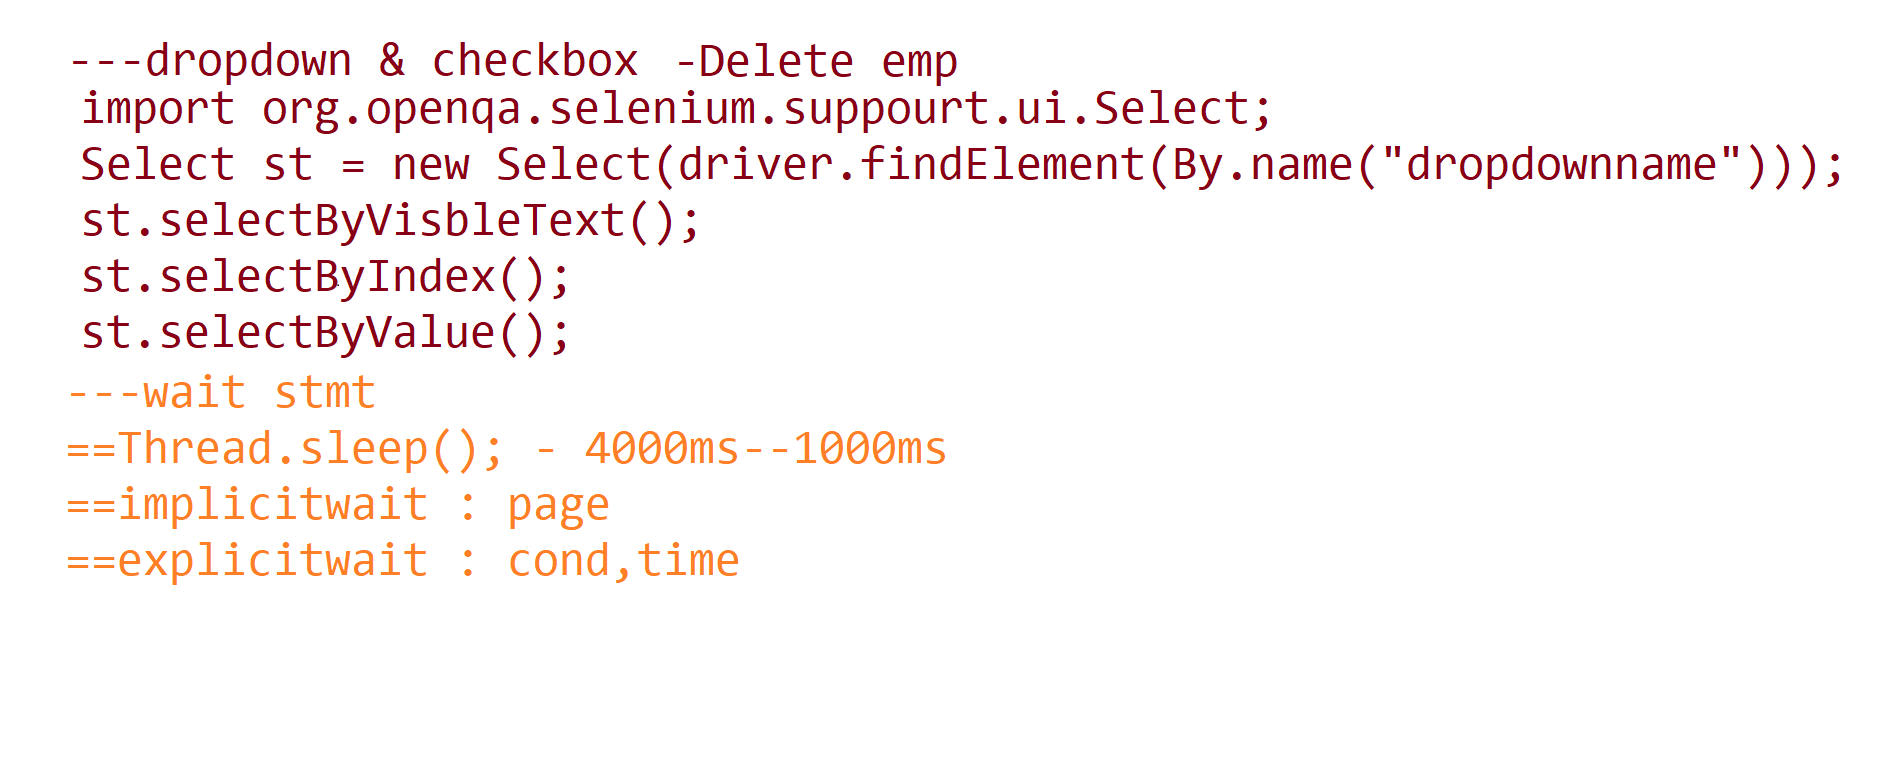 ---dropdown & checkbox -Delete emp
import org.openqa.selenium.suppourt.ui.Select;
Select st = new Select(driver.findElement(By.name("dropdownname")));
st.selectByVisbleText();
st.selectByIndex();
st.selectByValue();
---wait stmt
==Thread.sleep(); - 4000ms--1000ms
==implicitwait : page
==explicitwait : cond,time